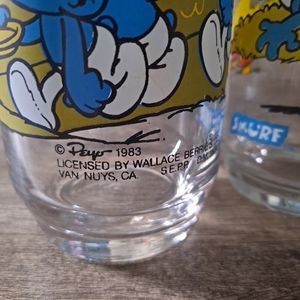 © Peyo 1983
LICENSED BY WALLACE BERRIE
VAN NUYS, CA. S.E.P.P.
SMURF